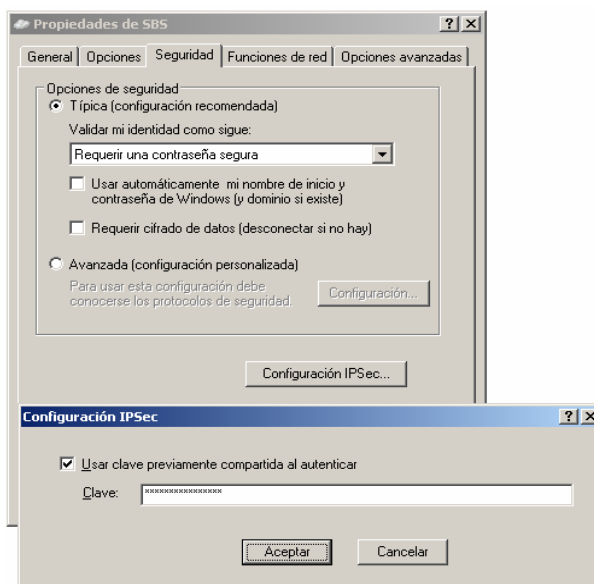 Propiedades de SBS
General Opciones Seguridad Funciones de red Opciones avanzadas
Opciones de seguridad
Típica (configuración recomendada)
Validar mi identidad como sigue:
Requerir una contraseña segura
Usar automáticamente mi nombre de inicio y
contraseña de Windows (y dominio si existe)
Requerir cifrado de datos (desconectar si no hay)
Avanzada (configuración personalizada)
Para usar esta configuración debe
conocerse los protocolos de seguridad.
Configuración...
Configuración IPSec...
Configuración IPSec
Usar clave previamente compartida al autenticar
Clave: ****************
Aceptar Cancelar